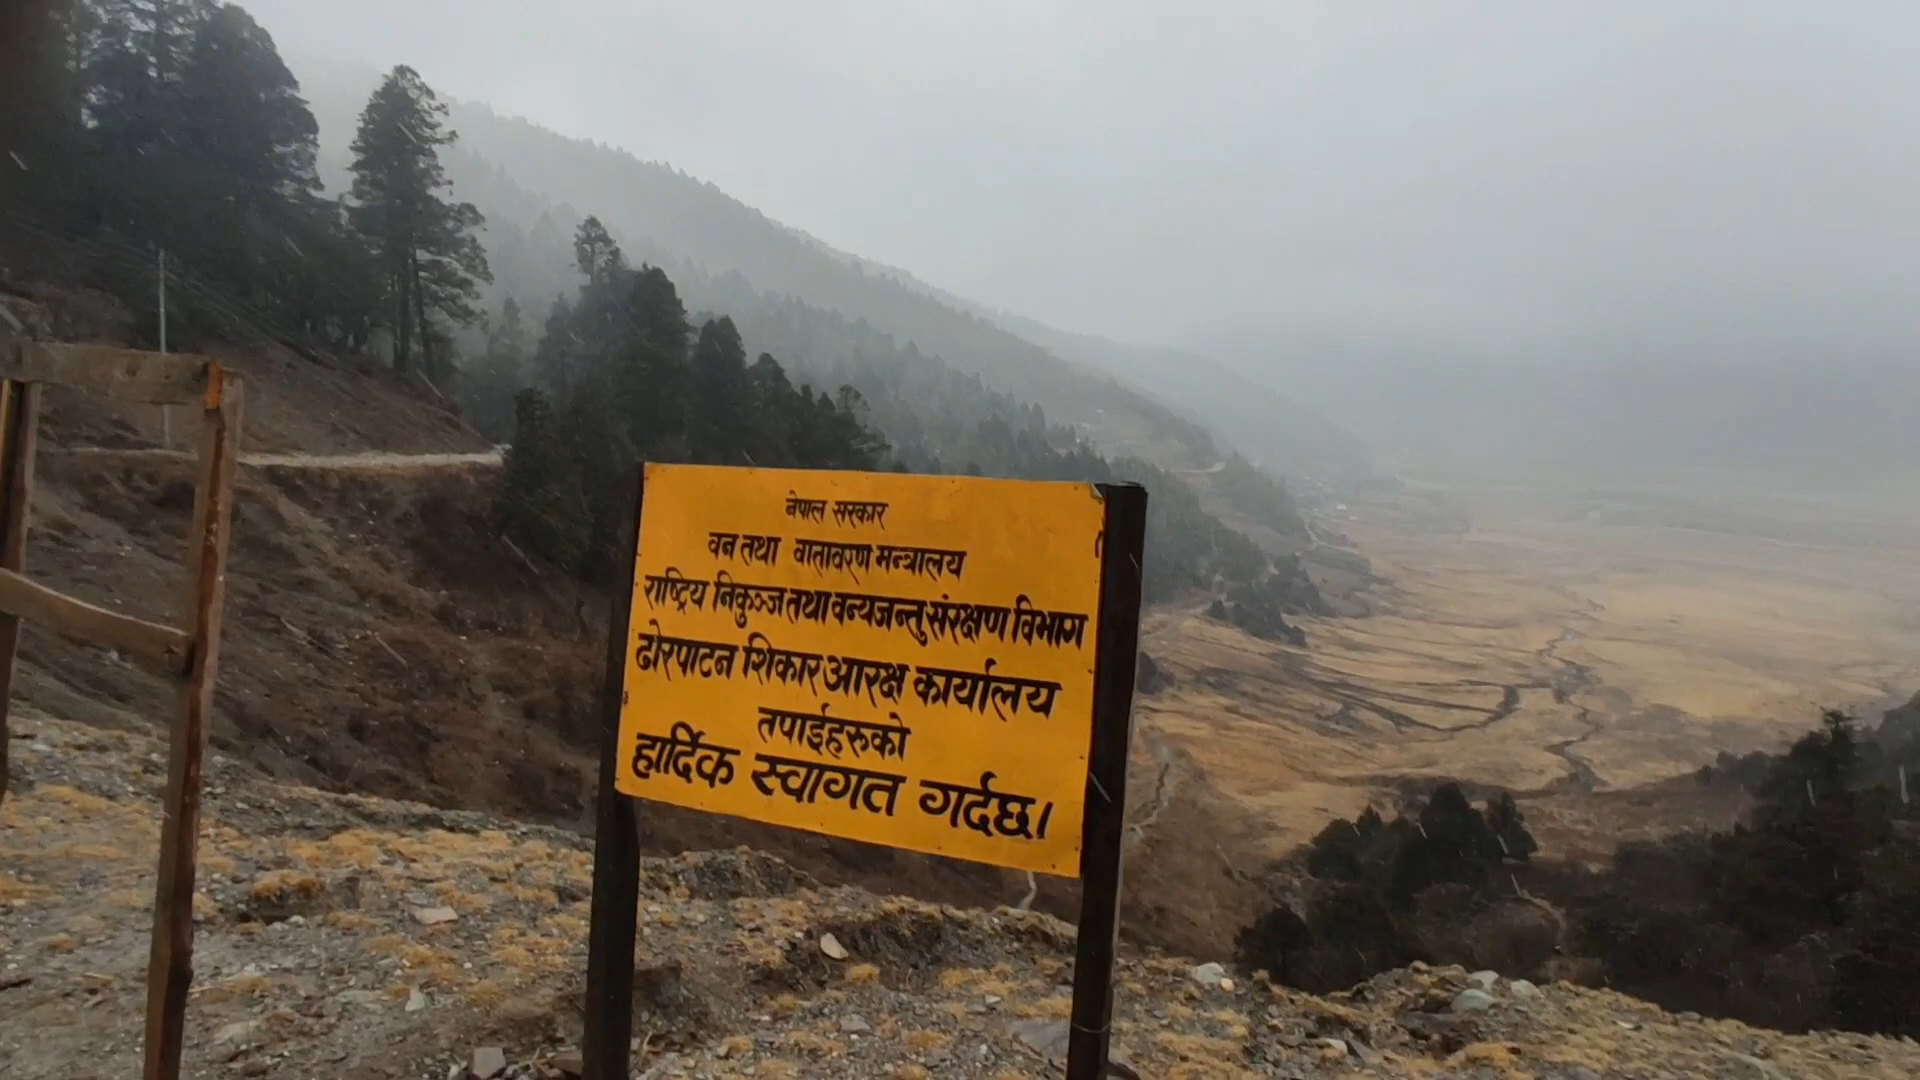 नेपाल सरकार
वन तथा वातावरण मन्त्रालय
राष्ट्रिय निकुञ्ज तथा वन्यजन्तु संरक्षण विभाग
ढोरपाटन शिकार आरक्ष कार्यालय
तपाईहरुको
हार्दिक स्वागत गर्दछ।